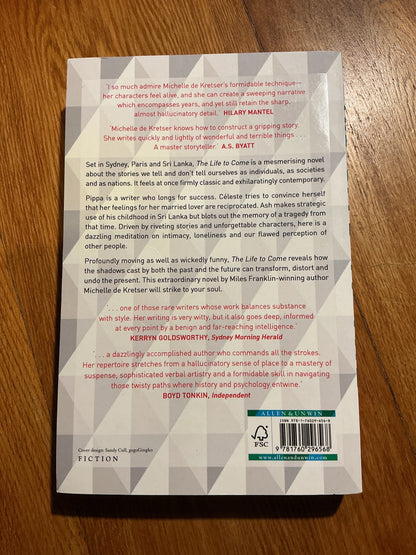 'I so much admire Michelle de Kretser's formidable technique—
her characters feel alive, and she can create a sweeping narrative
which encompasses years, and yet still retain the sharp,
almost hallucinatory detail.' HILARY MANTEL
'Michelle de Kretser knows how to construct a gripping story.
She writes quickly and lightly of wonderful and terrible things . . .
A master storyteller.' A.S. BYATT
Set in Sydney, Paris and Sri Lanka, The Life to Come is a mesmerising novel
about the stories we tell and don't tell ourselves as individuals, as societies
and as nations. It feels at once firmly classic and exhilaratingly contemporary.
Pippa is a writer who longs for success. Céleste tries to convince herself
that her feelings for her married lover are reciprocated. Ash makes strategic
use of his childhood in Sri Lanka but blots out the memory of a tragedy from
that time. Driven by riveting stories and unforgettable characters, here is a
dazzling meditation on intimacy, loneliness and our flawed perception of
other people.
Profoundly moving as well as wickedly funny, The Life to Come reveals how
the shadows cast by both the past and the future can transform, distort and
undo the present. This extraordinary novel by Miles Franklin-winning author
Michelle de Kretser will strike to your soul.
' . . . one of those rare writers whose work balances substance
with style. Her writing is very witty, but it also goes deep, informed
at every point by a benign and far-reaching intelligence.'
KERRYN GOLDSWORTHY, Sydney Morning Herald
' . . . a dazzlingly accomplished author who commands all the strokes.
Her repertoire stretches from a hallucinatory sense of place to a mastery of
suspense, sophisticated verbal artistry and a formidable skill in navigating
those twisty paths where history and psychology entwine.'
BOYD TONKIN, Independent
Cover design: Sandy Cull, gogoGingko
FICTION
ALLEN & UNWIN
ISBN 978-1-76029-656-8
FSC
9 781760 296568
www.allenandunwin.com